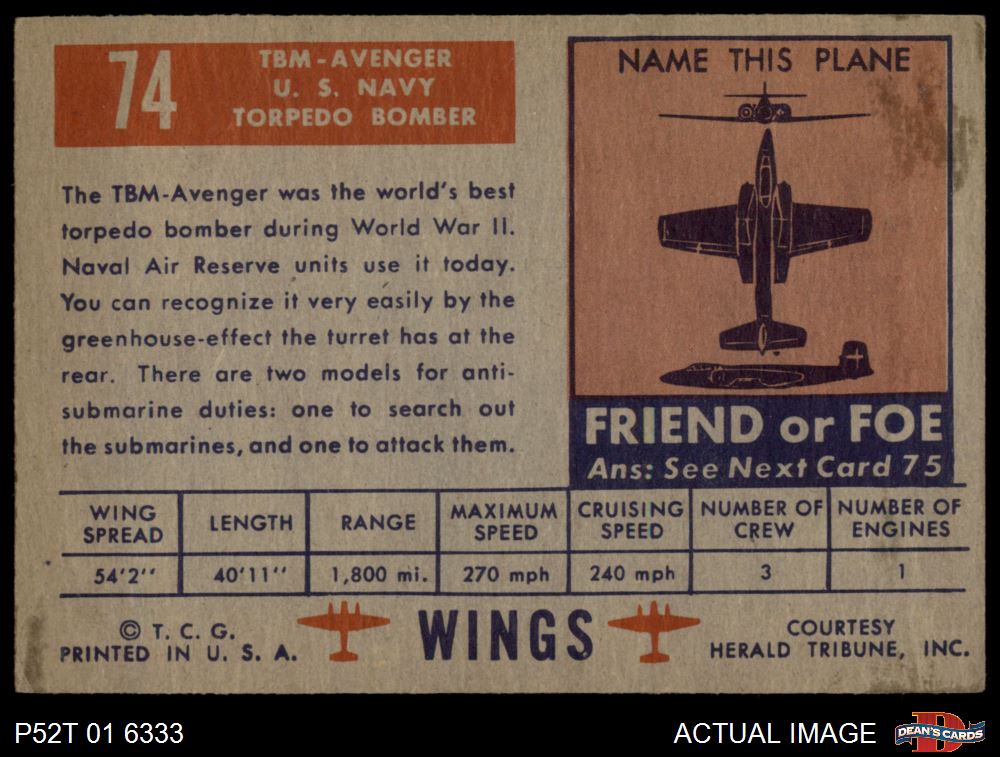 74
TBM-AVENGER
U. S. NAVY
TORPEDO BOMBER
The TBM-Avenger was the world's best
torpedo bomber during World War II.
Naval Air Reserve units use it today.
You can recognize it very easily by the
greenhouse-effect the turret has at the
rear. There are two models for anti-
submarine duties: one to search out
the submarines, and one to attack them.
NAME THIS PLANE
FRIEND or FOE
Ans: See Next Card 75
WING SPREAD LENGTH RANGE MAXIMUM SPEED CRUISING SPEED NUMBER OF CREW NUMBER OF ENGINES
54'2'' 40'11'' 1,800 mi. 270 mph 240 mph 3 1
© T. C. G.
PRINTED IN U. S. A.
WINGS
COURTESY
HERALD TRIBUNE, INC.
P52T 01 6333
ACTUAL IMAGE
D
DEAN'S CARDS